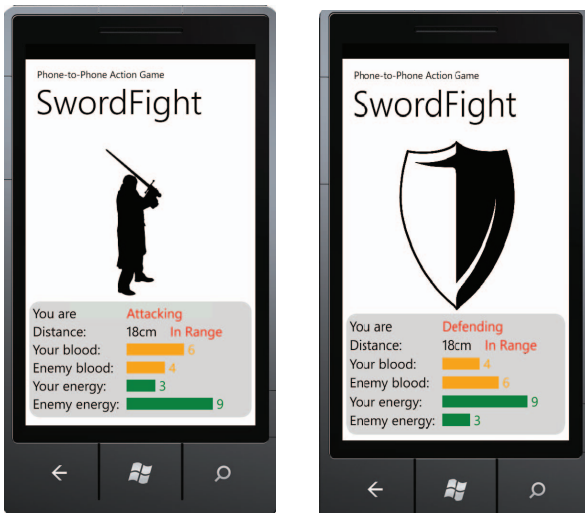 Phone-to-Phone Action Game
SwordFight
You are Attacking
Distance: 18cm In Range
Your blood: 6
Enemy blood: 4
Your energy: 3
Enemy energy: 9
Phone-to-Phone Action Game
SwordFight
You are Defending
Distance: 18cm In Range
Your blood: 4
Enemy blood: 6
Your energy: 9
Enemy energy: 3